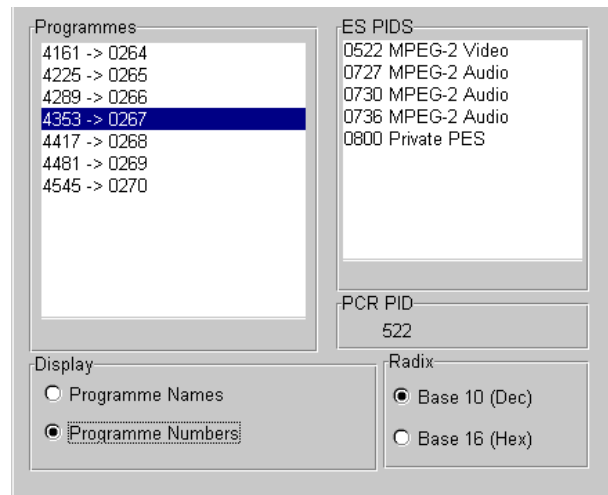 Programmes
4161 -> 0264
4225 -> 0265
4289 -> 0266
4353 -> 0267
4417 -> 0268
4481 -> 0269
4545 -> 0270
ES PIDS
0522 MPEG-2 Video
0727 MPEG-2 Audio
0730 MPEG-2 Audio
0736 MPEG-2 Audio
0800 Private PES
PCR PID
522
Display
Programme Names
Programme Numbers
Radix
Base 10 (Dec)
Base 16 (Hex)